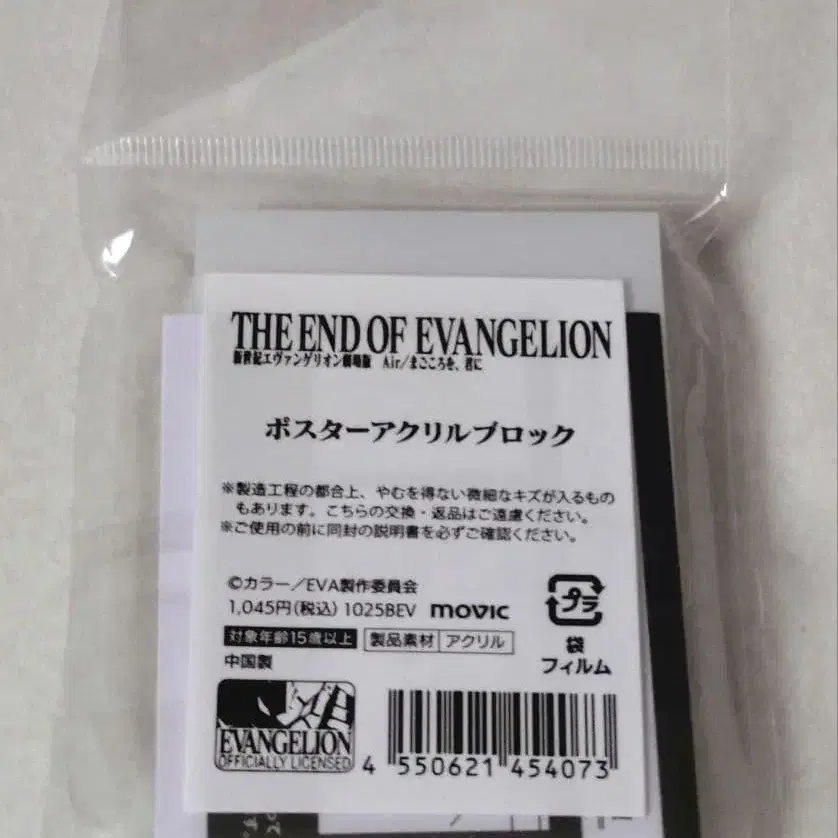 THE END OF EVANGELION
新世紀エヴァンゲリオン劇場版 Air/まごころを、君に
ポスターアクリルブロック
※製造工程の都合上、やむを得ない微細なキズが入るもの
もあります。こちらの交換・返品はご遠慮ください。
※ご使用の前に同封の説明書を必ずご確認ください。
©カラー／EVA製作委員会
1,045円(税込) 1025BEV movic
対象年齢15歳以上 製品素材 アクリル
中国製
プラ
袋
フィルム
EVANGELION
OFFICIALLY LICENSED
4 550621 454073